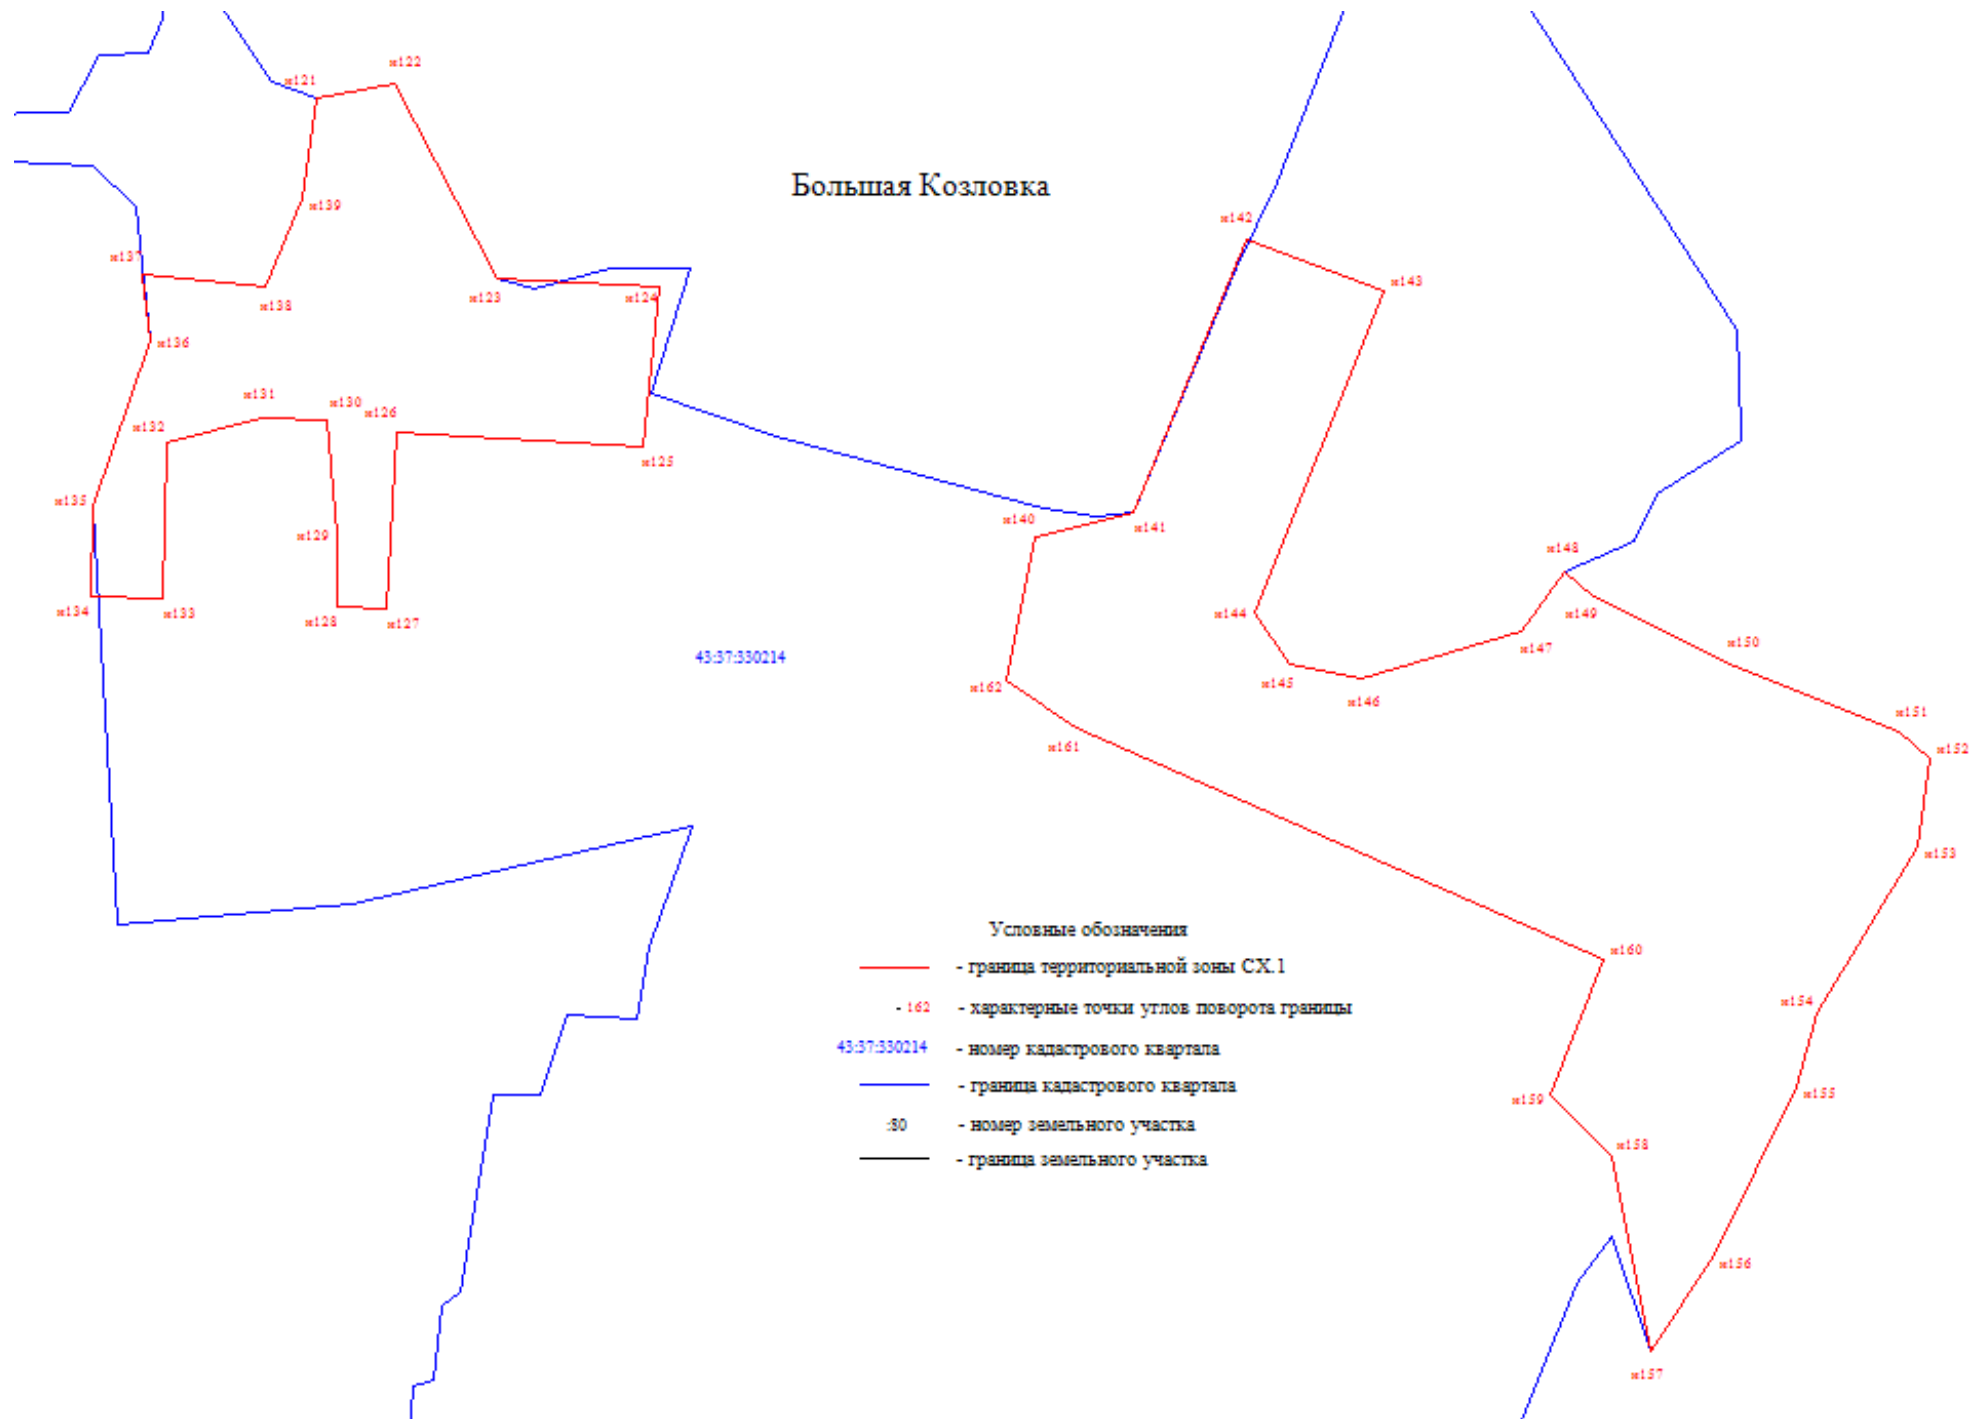 н122
н121
Большая Козловка
н139
н142
н137
н143
н138
н123
н124
н136
н131
н130
н126
н132
н125
н135
н140
н141
н129
н148
н134
н133
н128
н127
н144
н149
н147
н150
43:37:330214
н162
н145
н146
н151
н161
н152
н153
Условные обозначения
н160
- граница территориальной зоны СХ.1
- 162 - характерные точки углов поворота границы
н154
43:37:330214 - номер кадастрового квартала
- граница кадастрового квартала
н159
н155
:80 - номер земельного участка
н158
- граница земельного участка
н156
н157